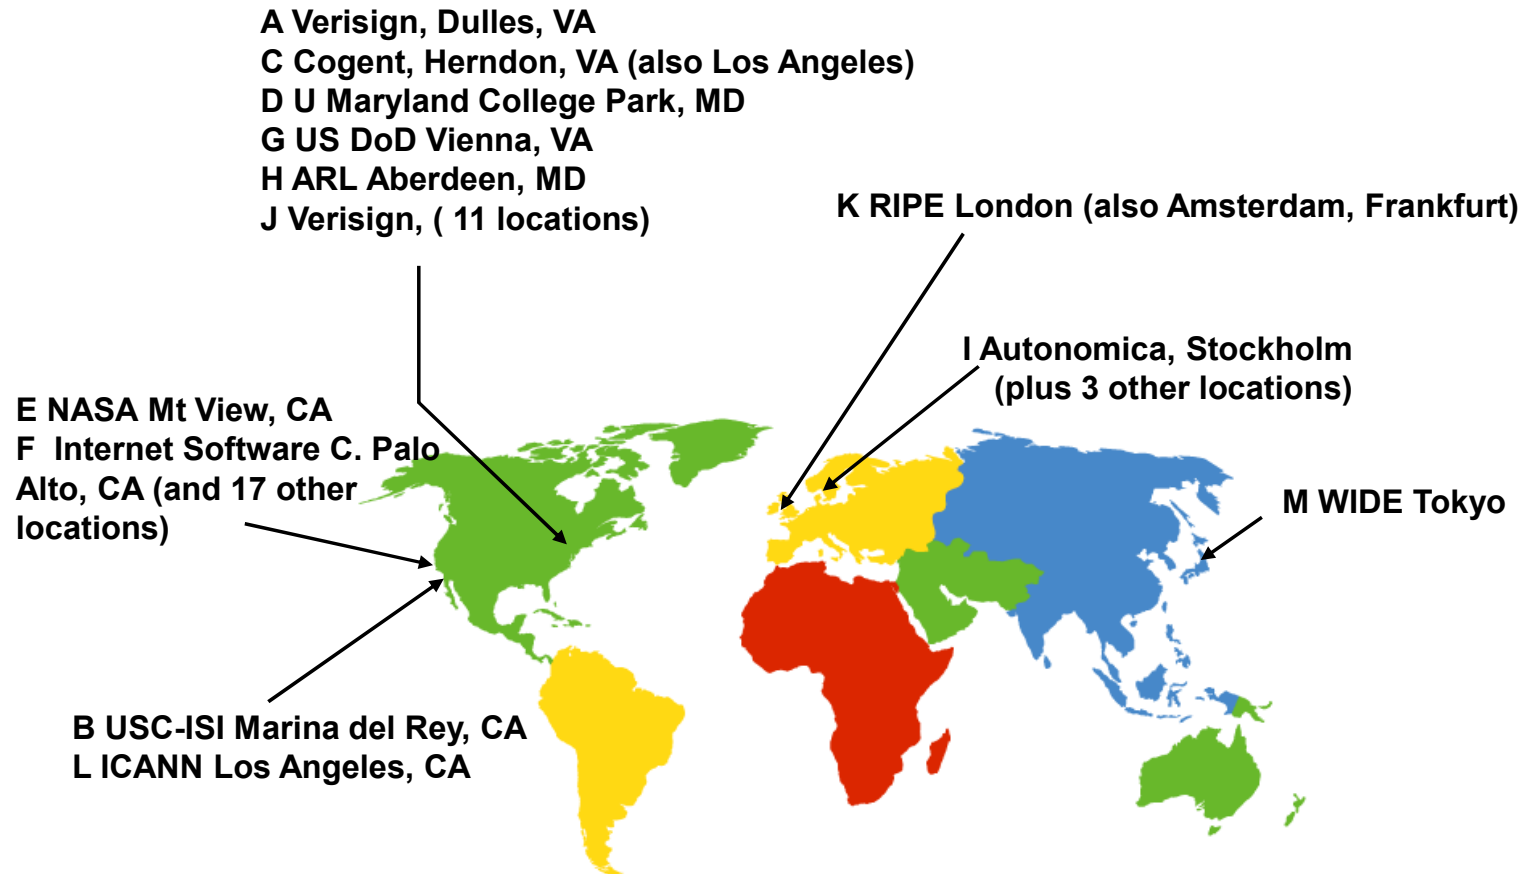 A Verisign, Dulles, VA
C Cogent, Herndon, VA (also Los Angeles)
D U Maryland College Park, MD
G US DoD Vienna, VA
H ARL Aberdeen, MD
J Verisign, ( 11 locations)
K RIPE London (also Amsterdam, Frankfurt)
I Autonomica, Stockholm
(plus 3 other locations)
E NASA Mt View, CA
F  Internet Software C. Palo
Alto, CA (and 17 other
locations)
M WIDE Tokyo
B USC-ISI Marina del Rey, CA
L ICANN Los Angeles, CA